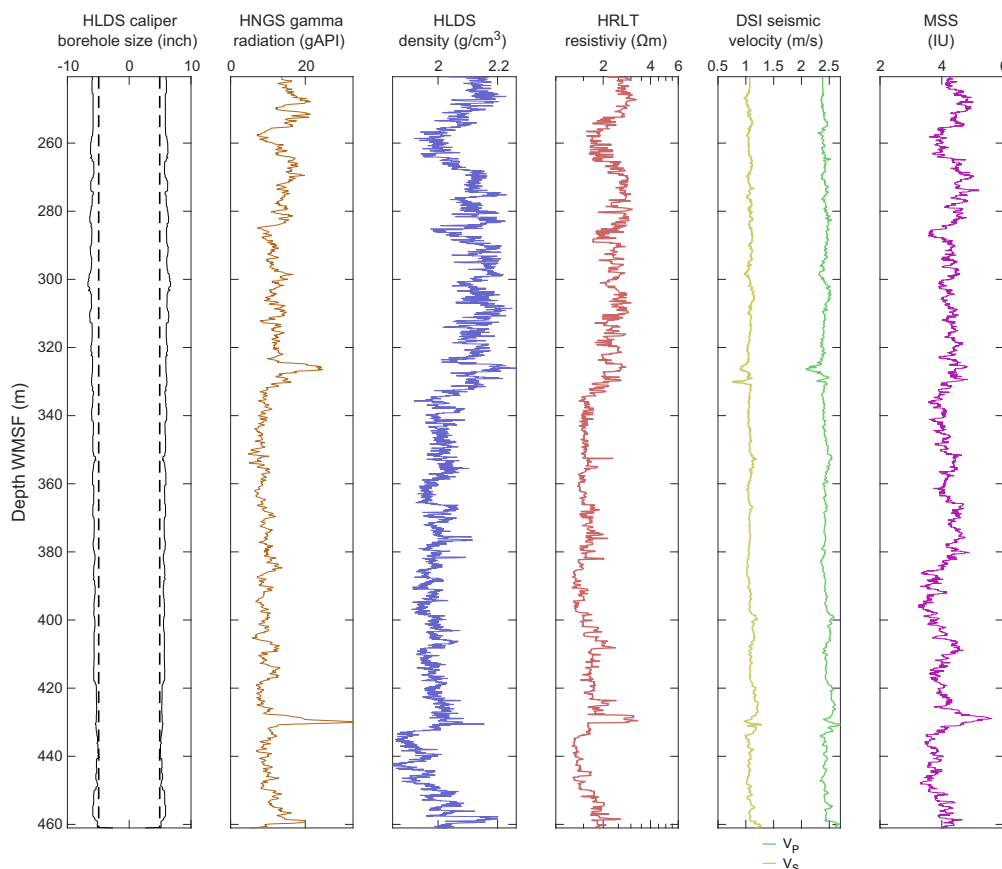 HLDS caliper
borehole size (inch)
HNGS gamma
radiation (gAPI)
HLDS
density (g/cm³)
HRLT
resistiviy (Ωm)
DSI seismic
velocity (m/s)
MSS
(IU)
-10 0 10
0 20
2 2.2
2 4 6
0.5 1 1.5 2 2.5
2 4 6
Depth WMSF (m)
260
280
300
320
340
360
380
400
420
440
460
V_P
V_S